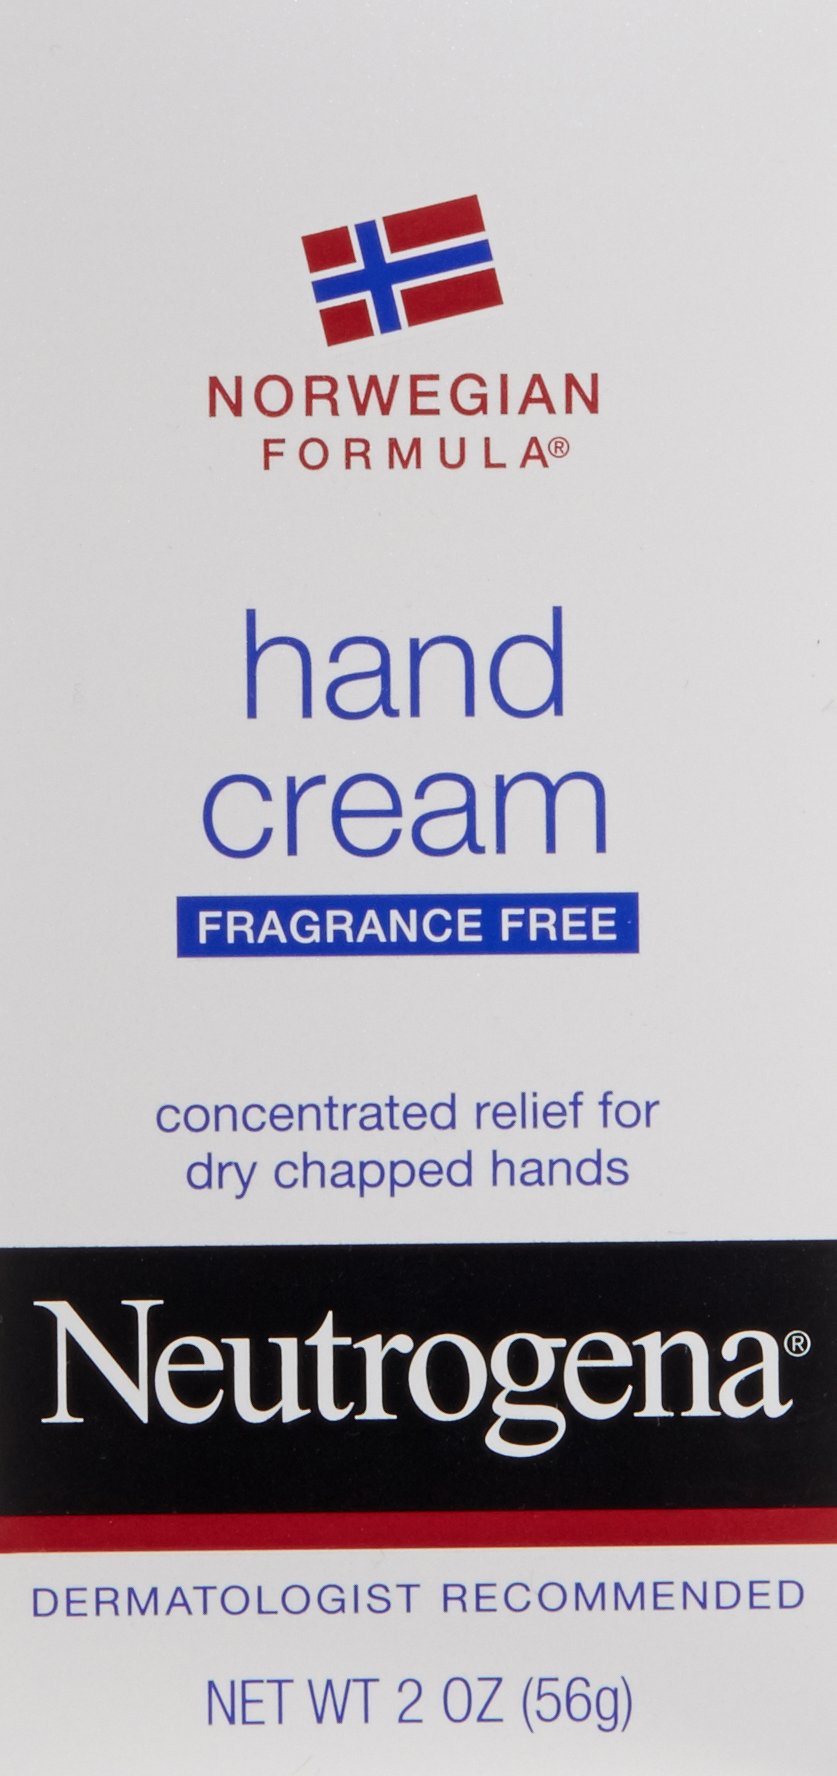 NORWEGIAN
FORMULA®
hand
cream
FRAGRANCE FREE
concentrated relief for
dry chapped hands
Neutrogena®
DERMATOLOGIST RECOMMENDED
NET WT 2 OZ (56g)